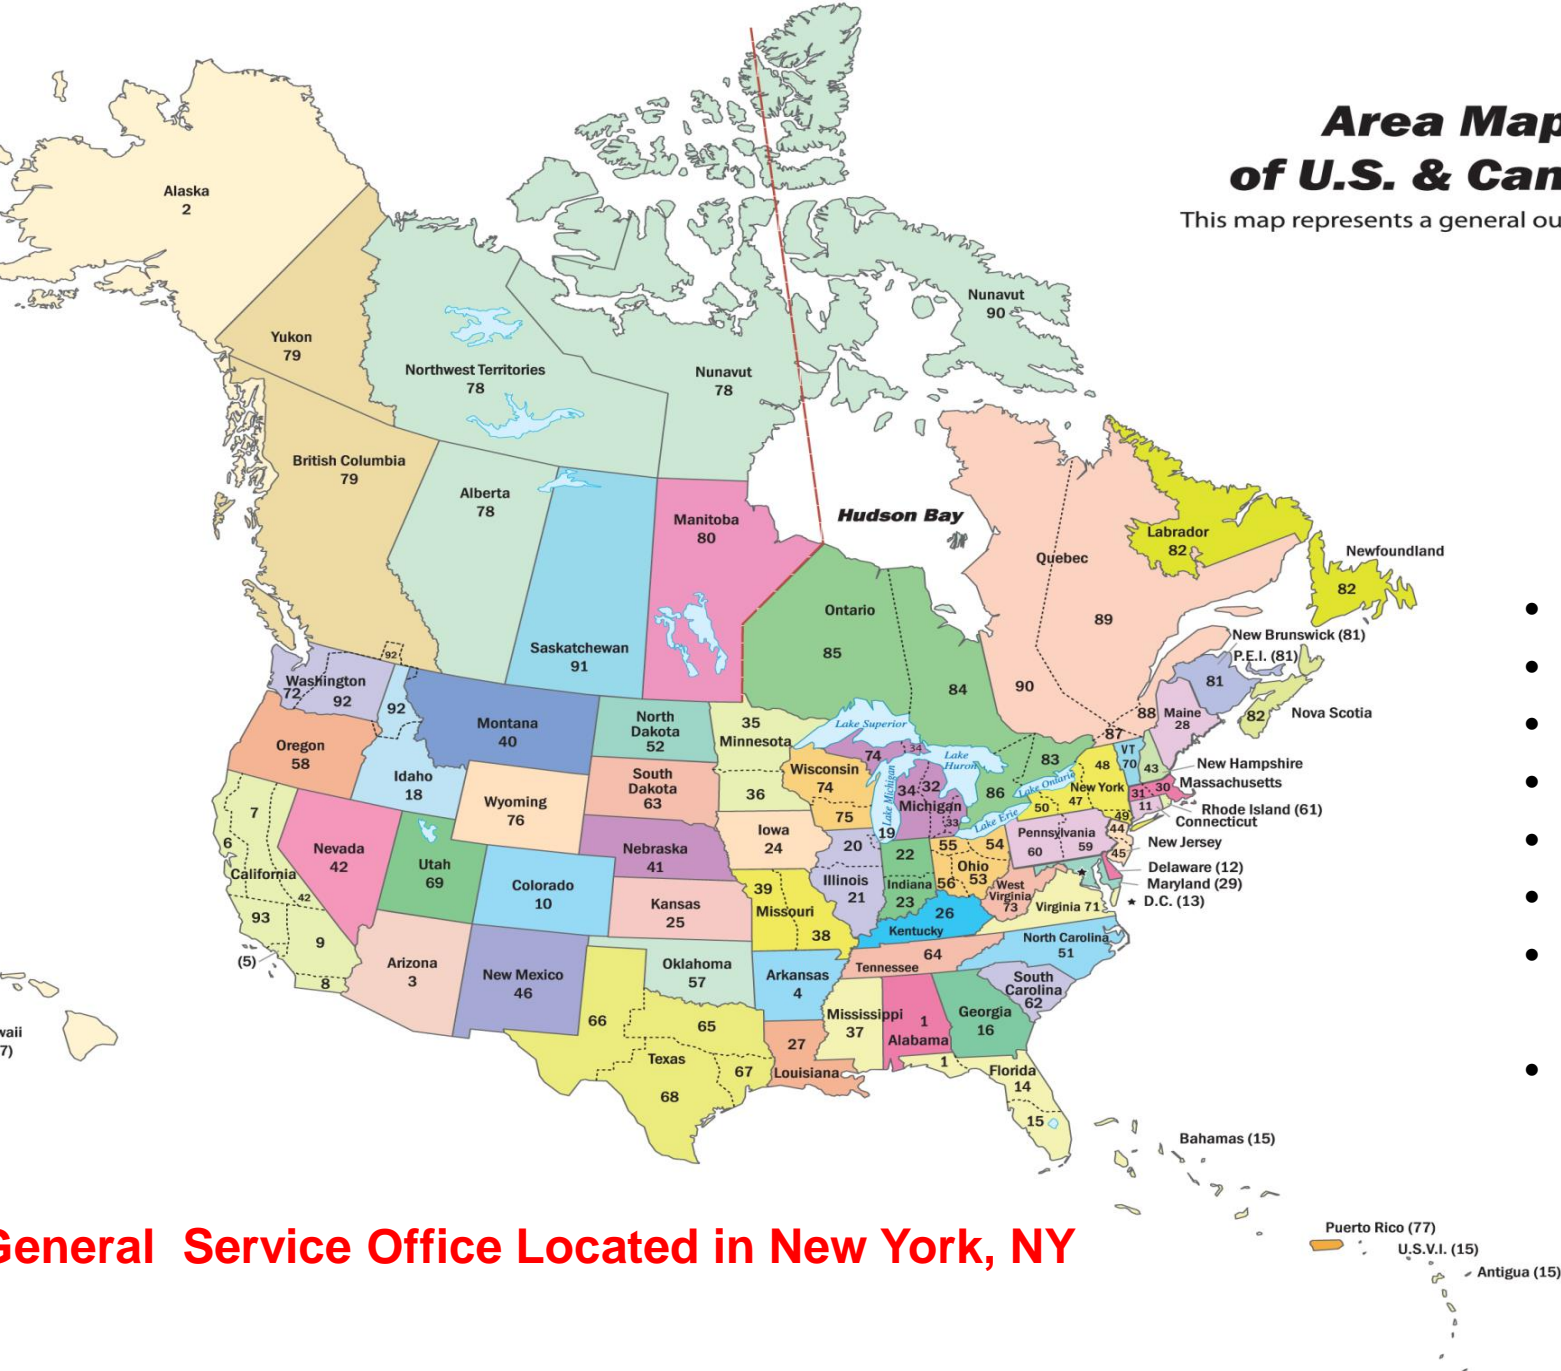 Area Map
of U.S. & Can
This map represents a general ou
Alaska
2
Yukon
79
Northwest Territories
78
Nunavut
78
Nunavut
90
British Columbia
79
Alberta
78
Saskatchewan
91
Manitoba
80
Hudson Bay
Ontario
85
84
83
86
Quebec
89
90
88
87
Labrador
82
Newfoundland
82
New Brunswick (81)
P.E.I. (81)
81
82
Nova Scotia
Maine
28
Washington
72
92
92
92
Oregon
58
Idaho
18
Montana
40
North
Dakota
52
South
Dakota
63
35
Minnesota
36
Lake Superior
Lake Michigan
Lake
Huron
Lake Ontario
Lake Erie
Wisconsin
74
75
74
34
34
32
Michigan
33
Wyoming
76
Nebraska
41
Iowa
24
19
20
Illinois
21
22
Indiana
23
55
54
Ohio
56
53
Pennsylvania
60
59
New York
48
47
50
49
VT
70
43
New Hampshire
Massachusetts
31
30
11
Rhode Island (61)
Connecticut
44
45
New Jersey
Delaware (12)
Maryland (29)
D.C. (13)
7
6
California
42
93
9
(5)
8
Nevada
42
Utah
69
Colorado
10
Kansas
25
39
Missouri
38
26
Kentucky
West
Virginia
73
Virginia 71
North Carolina
51
64
Tennessee
South
Carolina
62
Arizona
3
New Mexico
46
Oklahoma
57
Arkansas
4
Mississippi
37
1
Alabama
1
Georgia
16
Florida
14
15
66
65
Texas
67
68
27
Louisiana
waii
7)
Bahamas (15)
Puerto Rico (77)
U.S.V.I. (15)
Antigua (15)
General Service Office Located in New York, NY